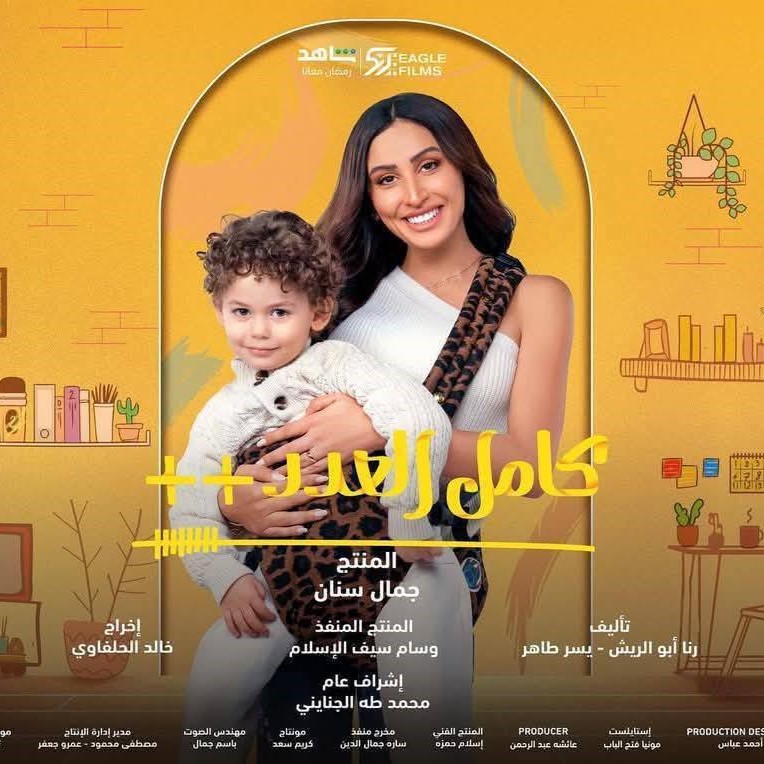 شاهد
رمضان معانا
EAGLE
FILMS
كامل العدد++
المنتج
جمال سنان
تأليف
رنا أبو الريش - يسر طاهر
المنتج المنفذ
وسام سيف الإسلام
إخراج
خالد الحلفاوي
إشراف عام
محمد طه الجنايني
PRODUCTION DES
أحمد عباس
إستايلست
مونيا فتح الباب
PRODUCER
عائشه عبد الرحمن
المنتج الفني
إسلام حمزه
مخرج منفذ
ساره جمال الدين
مونتاج
كريم سعد
مهندس الصوت
باسم جمال
مدير إدارة الإنتاج
مصطفى محمود - عمرو جعفر